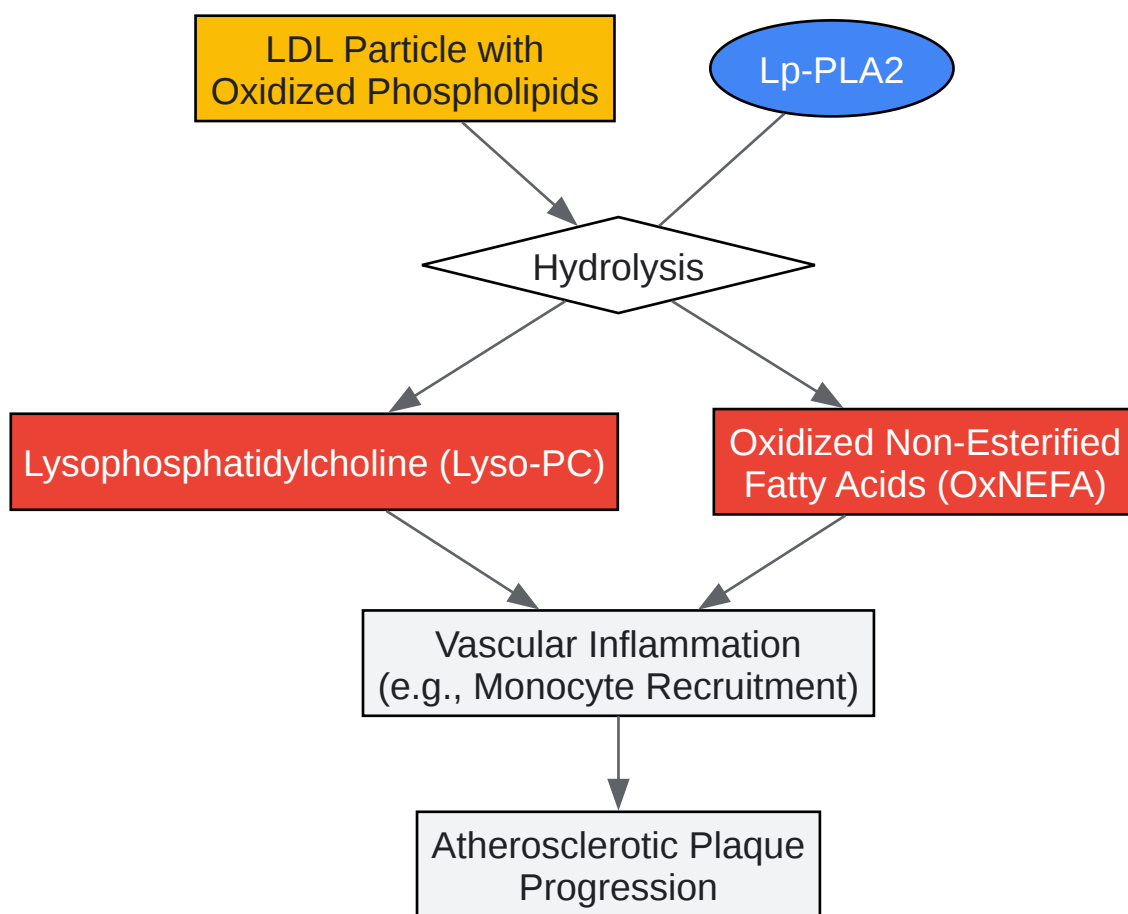 LDL Particle with
Oxidized Phospholipids
Lp-PLA2
Hydrolysis
Lysophosphatidylcholine (Lyso-PC)
Oxidized Non-Esterified
Fatty Acids (OxNEFA)
Vascular Inflammation
(e.g., Monocyte Recruitment)
Atherosclerotic Plaque
Progression